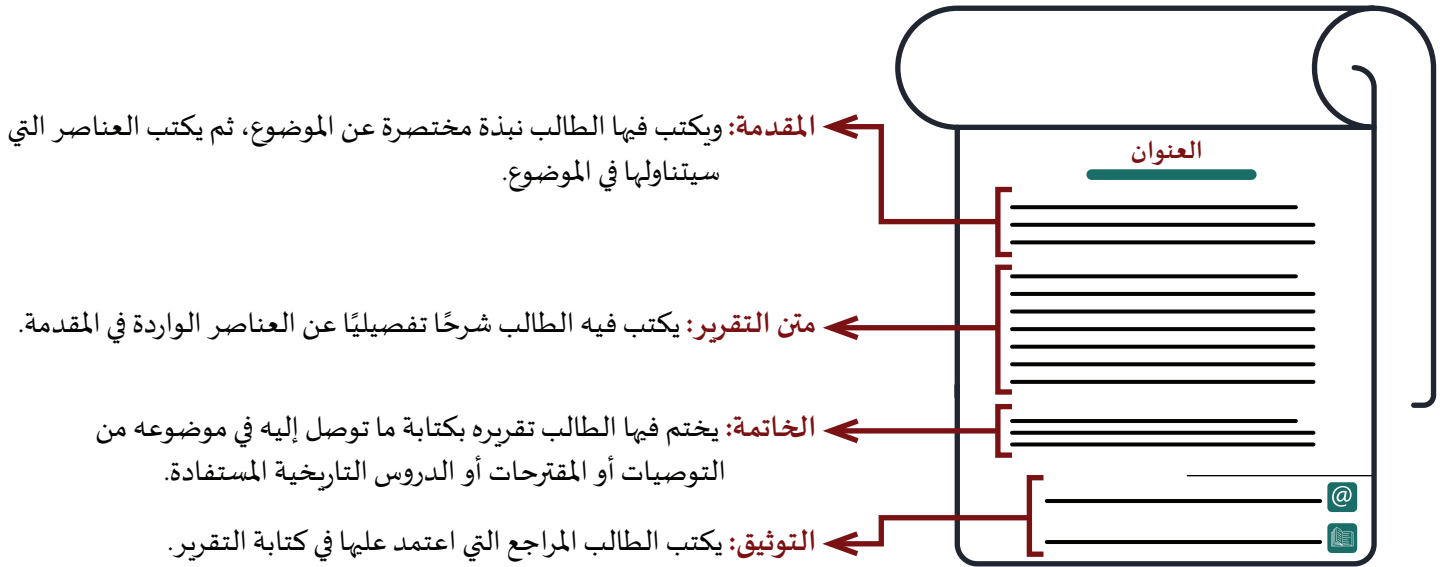 العنوان
المقدمة: ويكتب فيها الطالب نبذة مختصرة عن الموضوع، ثم يكتب العناصر التي
سيتناولها في الموضوع.
متن التقرير: يكتب فيه الطالب شرحًا تفصيليًا عن العناصر الواردة في المقدمة.
الخاتمة: يختم فيها الطالب تقريره بكتابة ما توصل إليه في موضوعه من
التوصيات أو المقترحات أو الدروس التاريخية المستفادة.
@
التوثيق: يكتب الطالب المراجع التي اعتمد عليها في كتابة التقرير.